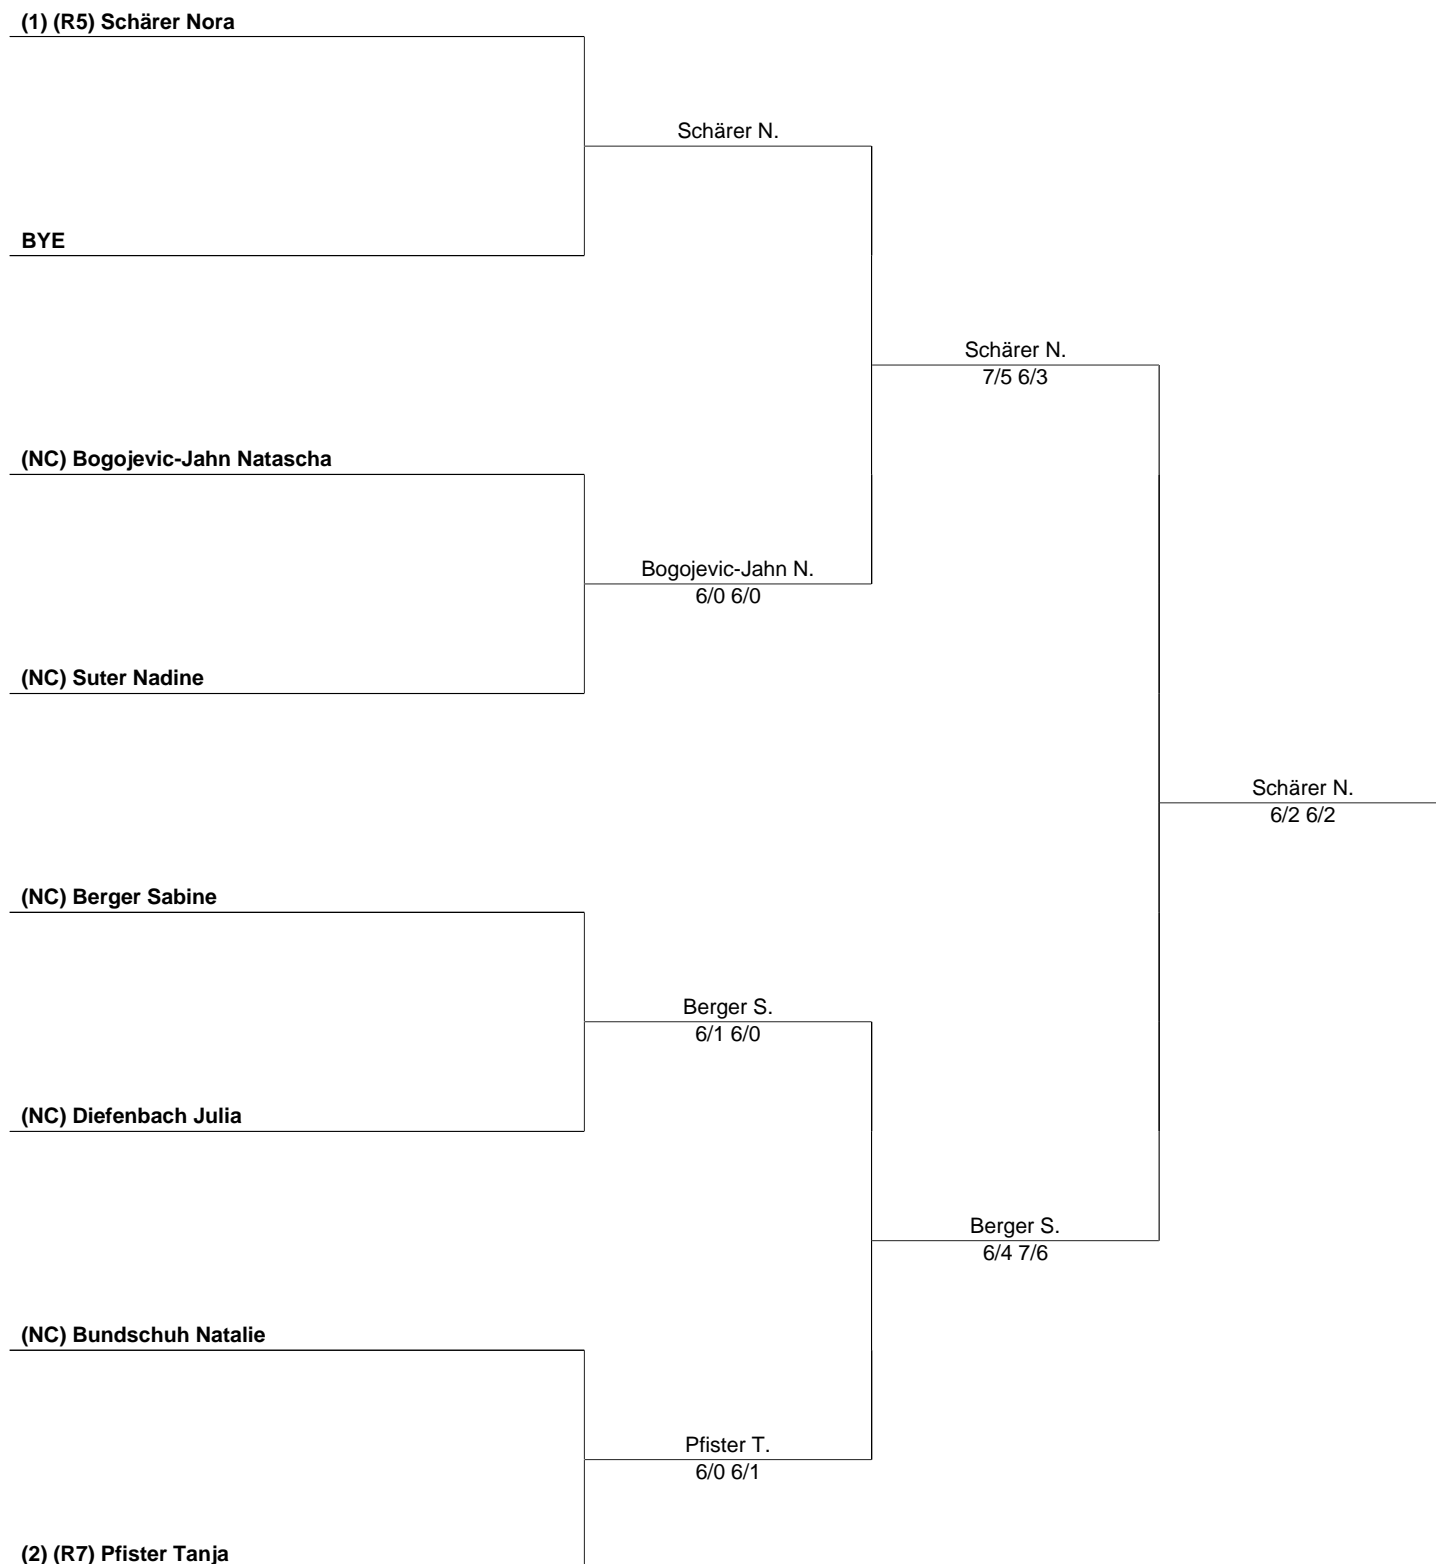 (1) (R5) Schärer Nora
Schärer N.
BYE
Schärer N.
7/5 6/3
(NC) Bogojevic-Jahn Natascha
Bogojevic-Jahn N.
6/0 6/0
(NC) Suter Nadine
Schärer N.
6/2 6/2
(NC) Berger Sabine
Berger S.
6/1 6/0
(NC) Diefenbach Julia
Berger S.
6/4 7/6
(NC) Bundschuh Natalie
Pfister T.
6/0 6/1
(2) (R7) Pfister Tanja